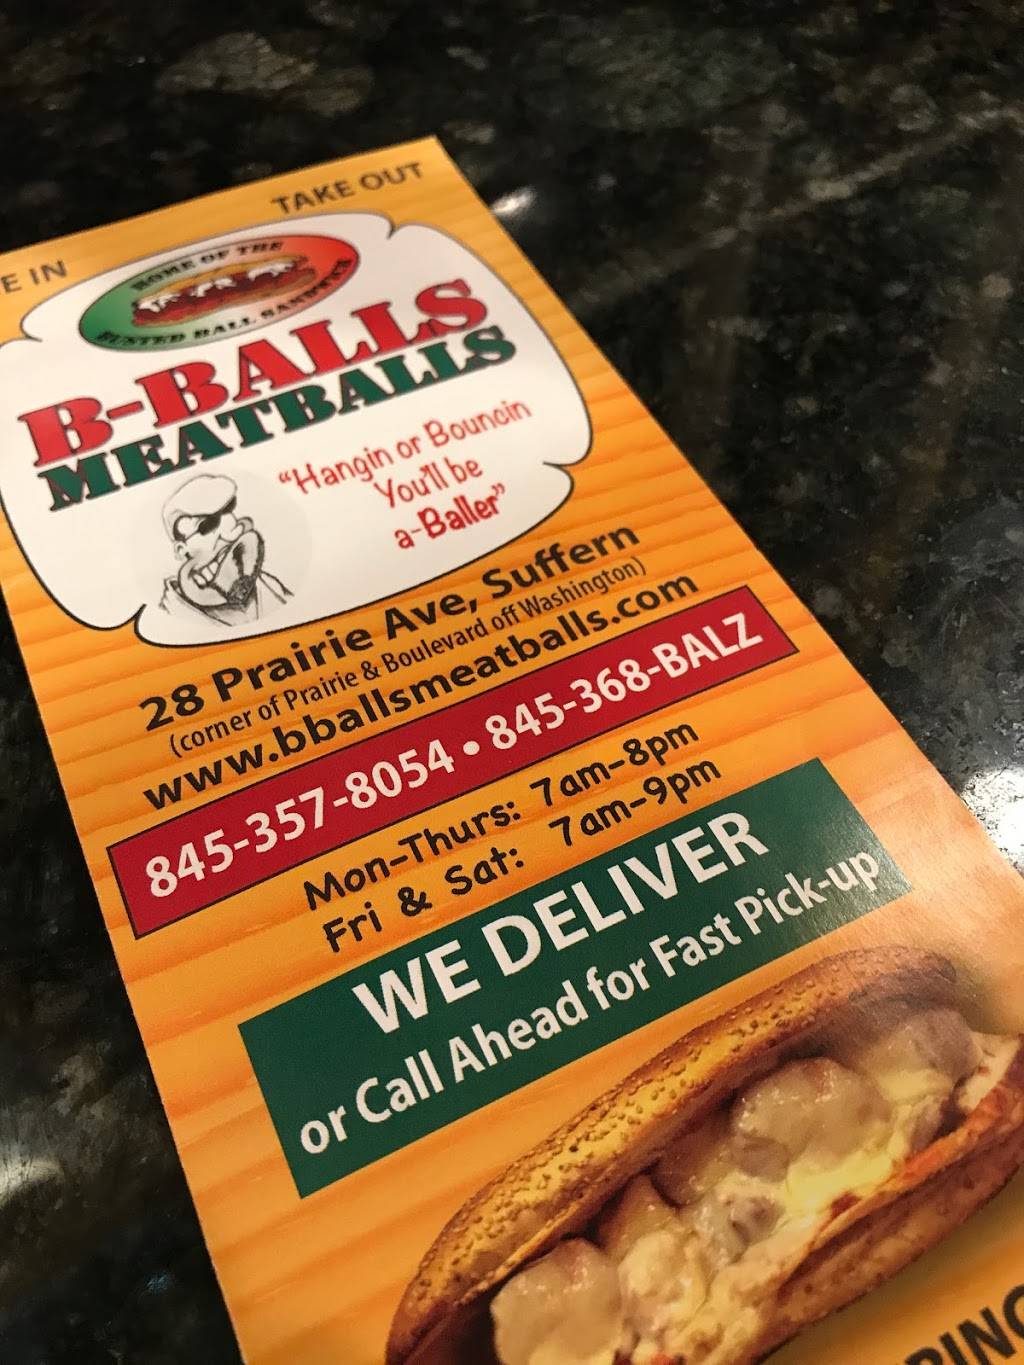 E IN
TAKE OUT
HOME OF THE
BUSTED BALL SANDWICH
B-BALLS
MEATBALLS
"Hangin or Bouncin
You'll be
a-Baller"
28 Prairie Ave, Suffern
(corner of Prairie & Boulevard off Washington)
www.bballsmeatballs.com
845-357-8054 • 845-368-BALZ
Mon-Thurs: 7am-8pm
Fri & Sat: 7am-9pm
WE DELIVER
or Call Ahead for Fast Pick-up